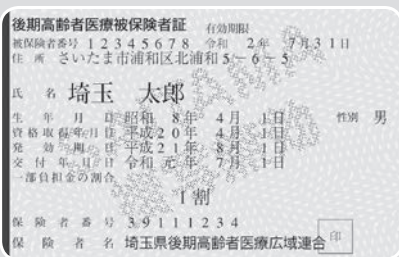 後期高齢者医療被保険者証 有効期限
被保険者番号 12345678 令和 2年 7月31日
住所 さいたま市浦和区北浦和5-6-5
氏名 埼玉 太郎
生年月日 昭和 8年 4月 1日 性別 男
資格取得年月日 平成20年 4月 1日
発効期日 平成21年 8月 1日
交付年月日 令和元年 7月 1日
一部負担金の割合
1割
保険者番号 39111234
保険者名 埼玉県後期高齢者医療広域連合 印